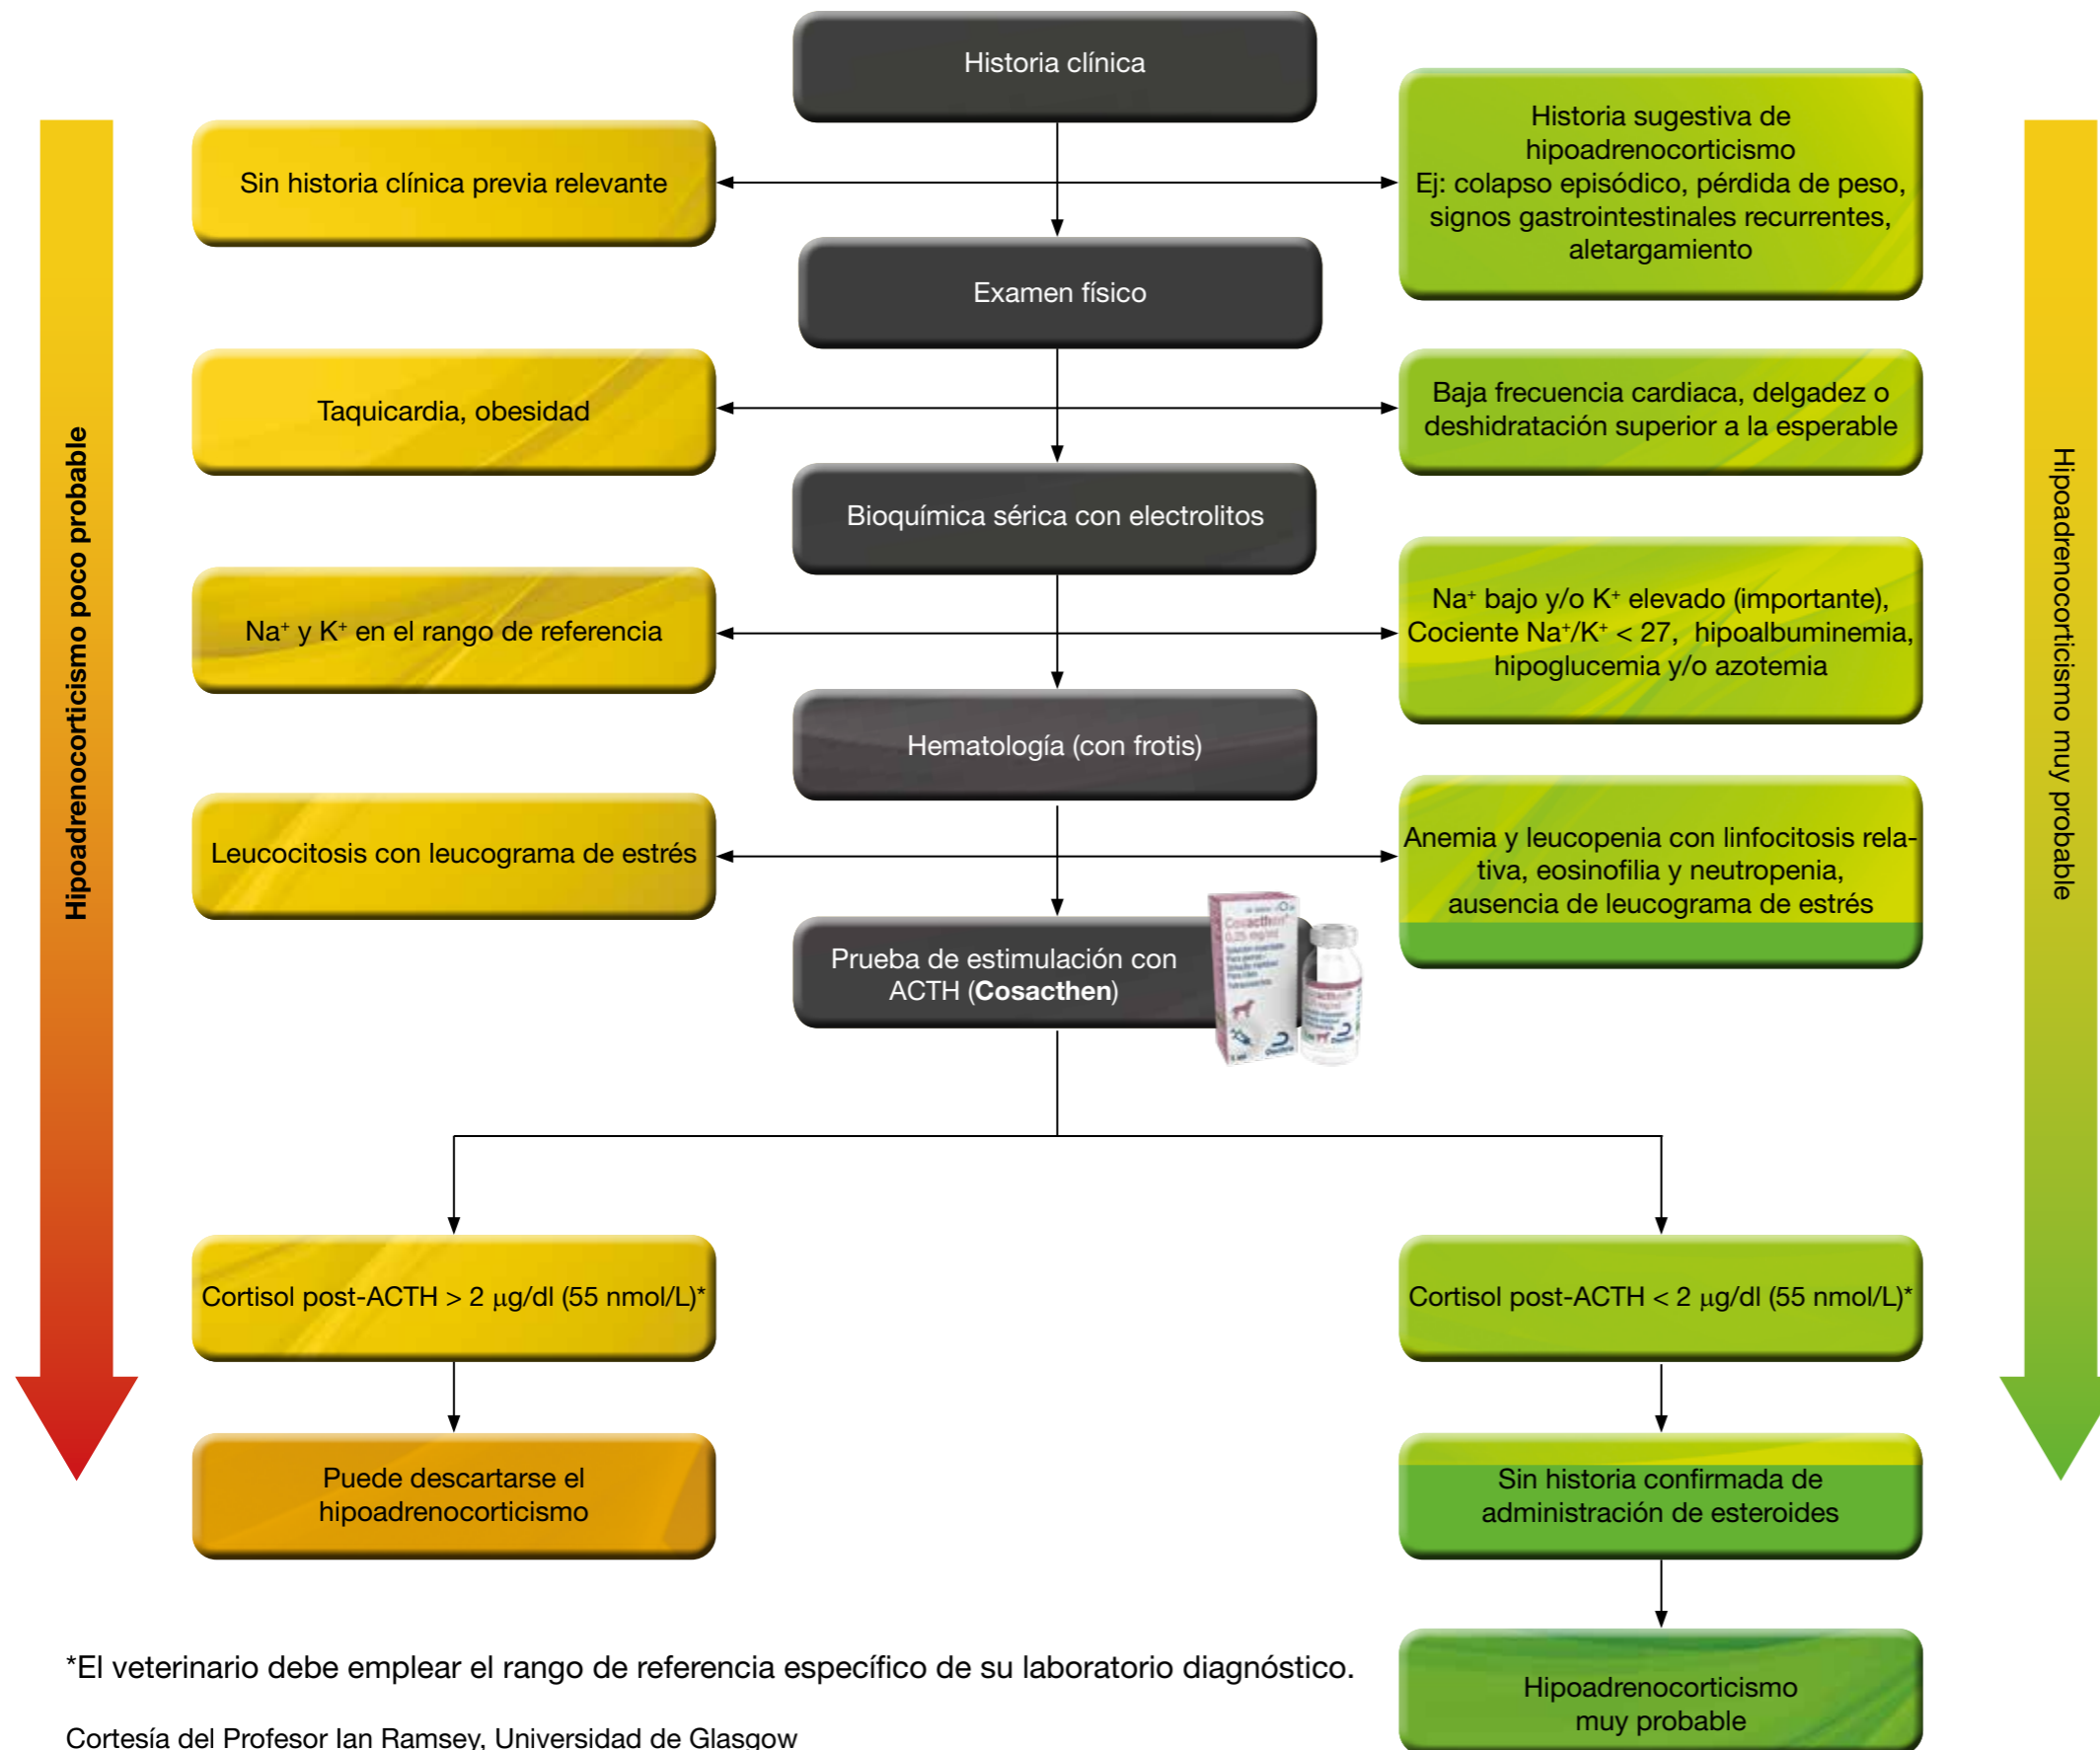 Historia clínica
Sin historia clínica previa relevante
Historia sugestiva de
hipoadrenocorticismo
Ej: colapso episódico, pérdida de peso,
signos gastrointestinales recurrentes,
aletargamiento
Examen físico
Taquicardia, obesidad
Baja frecuencia cardiaca, delgadez o
deshidratación superior a la esperable
Bioquímica sérica con electrolitos
Na⁺ y K⁺ en el rango de referencia
Na⁺ bajo y/o K⁺ elevado (importante),
Cociente Na⁺/K⁺ < 27, hipoalbuminemia,
hipoglucemia y/o azotemia
Hematología (con frotis)
Leucocitosis con leucograma de estrés
Anemia y leucopenia con linfocitosis rela-
tiva, eosinofilia y neutropenia,
ausencia de leucograma de estrés
Prueba de estimulación con
ACTH (Cosacthen)
Cosacthen
0,25 mg/ml
Cortisol post-ACTH > 2 µg/dl (55 nmol/L)*
Cortisol post-ACTH < 2 µg/dl (55 nmol/L)*
Puede descartarse el
hipoadrenocorticismo
Sin historia confirmada de
administración de esteroides
Hipoadrenocorticismo
muy probable
Hipoadrenocorticismo poco probable
Hipoadrenocorticismo muy probable
*El veterinario debe emplear el rango de referencia específico de su laboratorio diagnóstico.
Cortesía del Profesor Ian Ramsey, Universidad de Glasgow